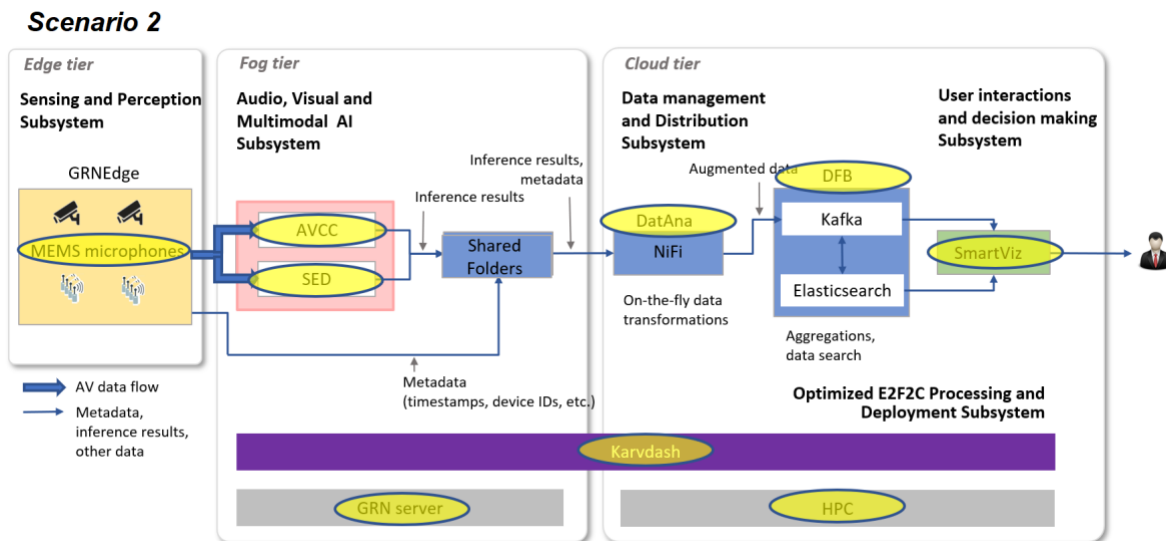 Scenario 2
Edge tier
Sensing and Perception
Subsystem
GRNEdge
MEMS microphones
AV data flow
Metadata,
inference results,
other data
Fog tier
Audio, Visual and
Multimodal AI
Subsystem
AVCC
SED
Inference results
Shared
Folders
Inference results,
metadata
Metadata
(timestamps, device IDs, etc.)
Cloud tier
Data management
and Distribution
Subsystem
DatAna
NiFi
On-the-fly data
transformations
Augmented data
DFB
Kafka
Elasticsearch
Aggregations,
data search
User interactions
and decision making
Subsystem
SmartViz
Optimized E2F2C Processing and
Deployment Subsystem
Karvdash
GRN server
HPC